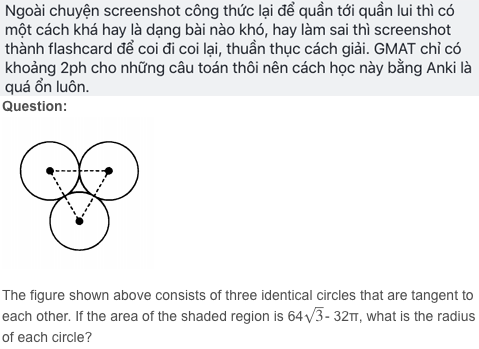 Ngoài chuyện screenshot công thức lại để quần tới quần lui thì có
một cách khá hay là dạng bài nào khó, hay làm sai thì screenshot
thành flashcard để coi đi coi lại, thuần thục cách giải. GMAT chỉ có
khoảng 2ph cho những câu toán thôi nên cách học này bằng Anki là
quá ổn luôn.
Question:
The figure shown above consists of three identical circles that are tangent to
each other. If the area of the shaded region is 64√3- 32π, what is the radius
of each circle?